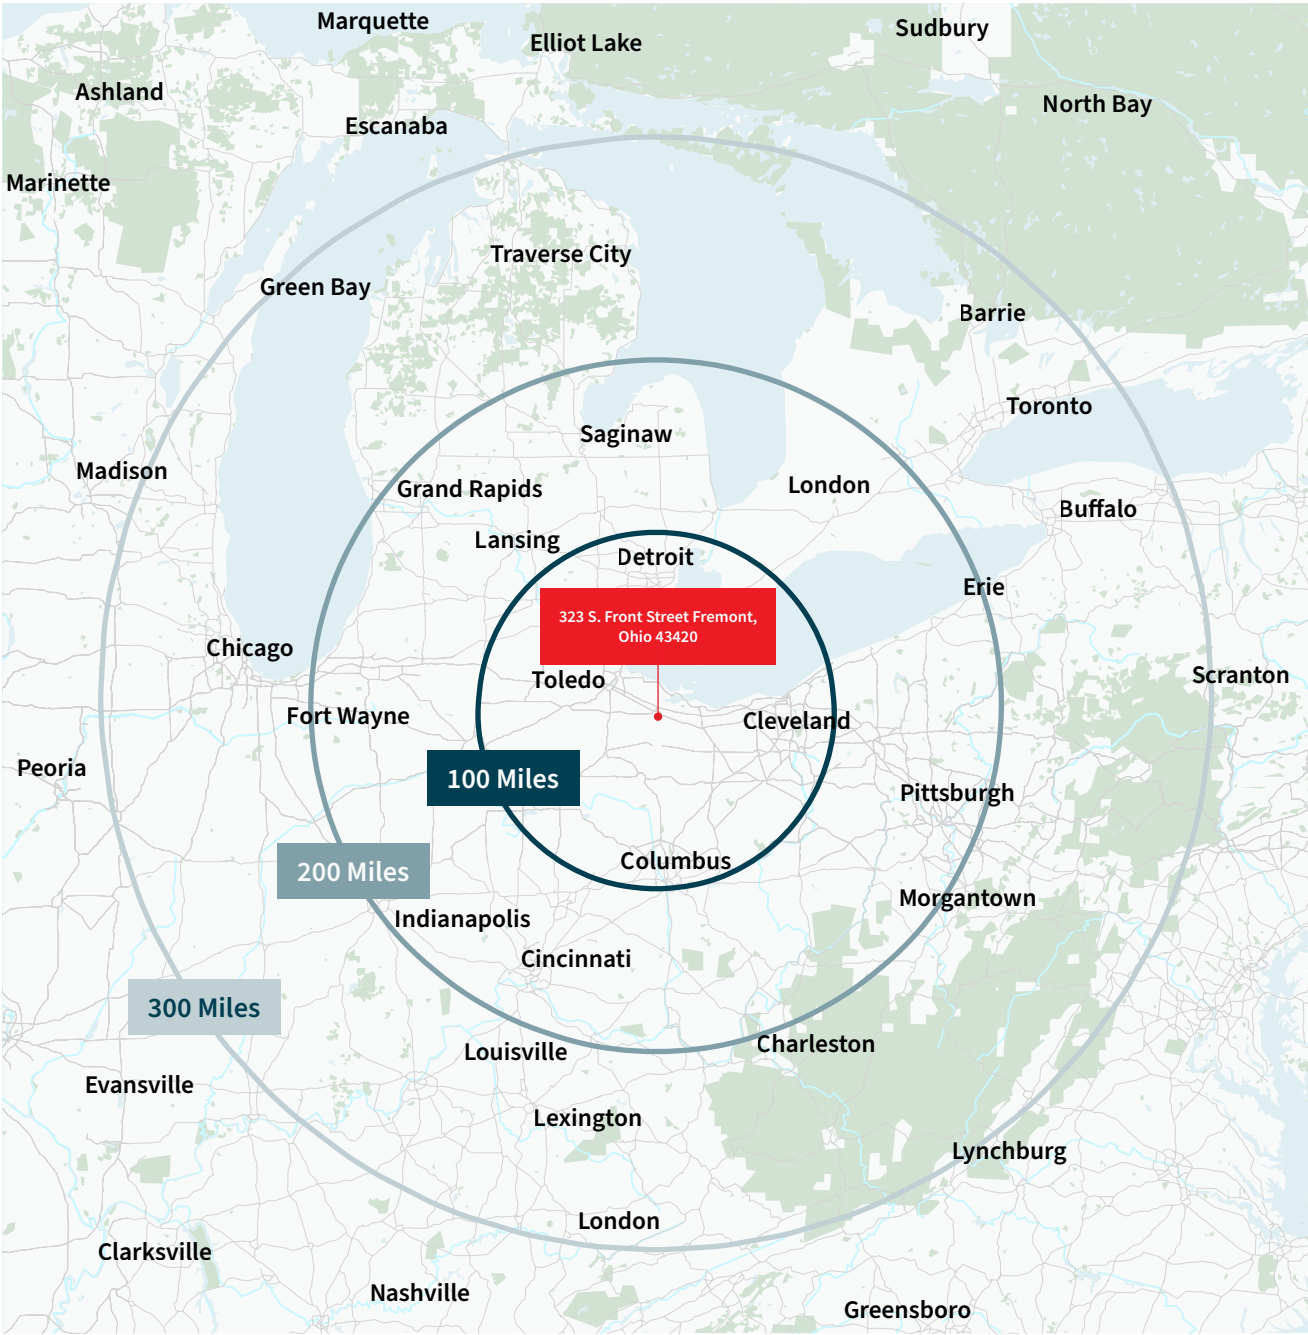 Marquette
Sudbury
Elliot Lake
Ashland
North Bay
Escanaba
Marinette
Traverse City
Green Bay
Barrie
Toronto
Saginaw
Madison
Grand Rapids
London
Buffalo
Lansing
Detroit
Erie
323 S. Front Street Fremont,
Ohio 43420
Chicago
Scranton
Toledo
Fort Wayne
Cleveland
Peoria
100 Miles
Pittsburgh
Columbus
200 Miles
Morgantown
Indianapolis
Cincinnati
300 Miles
Charleston
Louisville
Evansville
Lexington
Lynchburg
London
Clarksville
Nashville
Greensboro